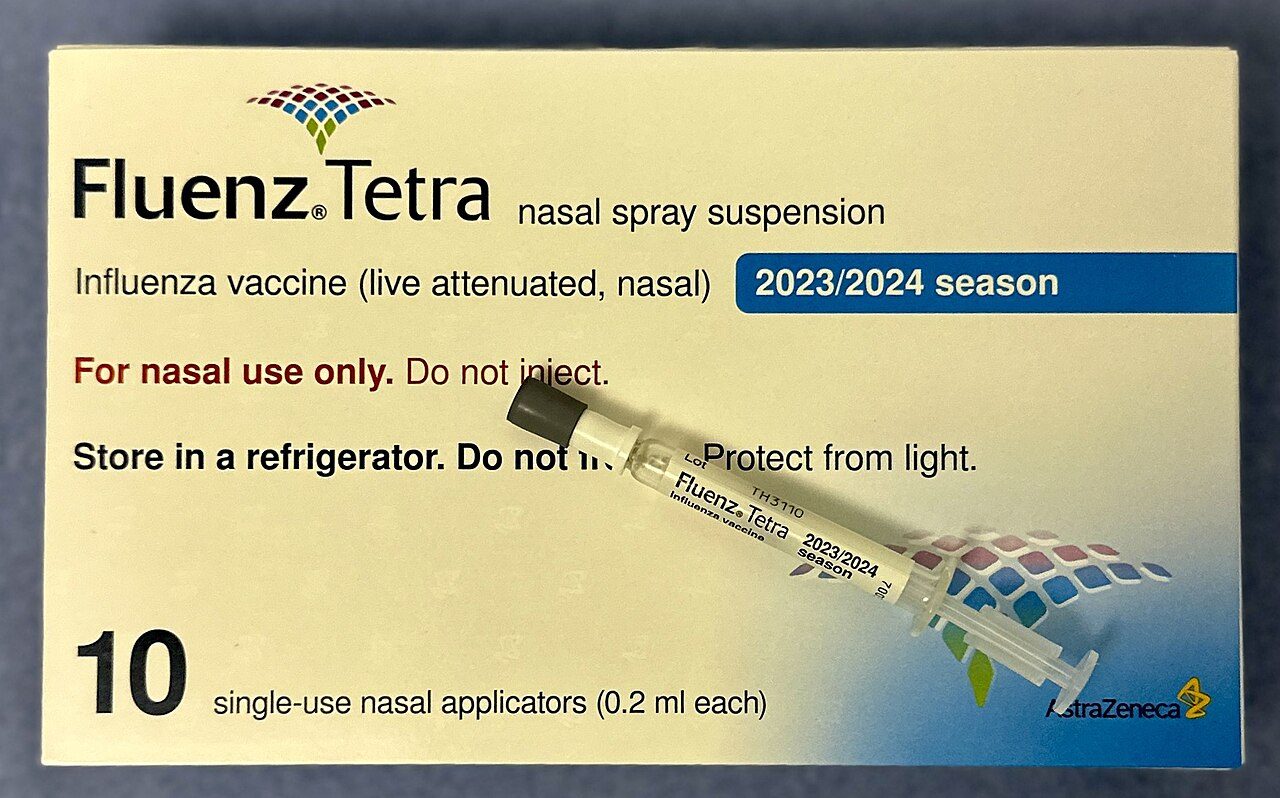 Fluenz® Tetra nasal spray suspension
Influenza vaccine (live attenuated, nasal) 2023/2024 season
For nasal use only. Do not inject.
Store in a refrigerator. Do not Protect from light.
Lot TH3110
Fluenz® Tetra
Influenza vaccine
2023/2024
season
10 single-use nasal applicators (0.2 ml each)
AstraZeneca